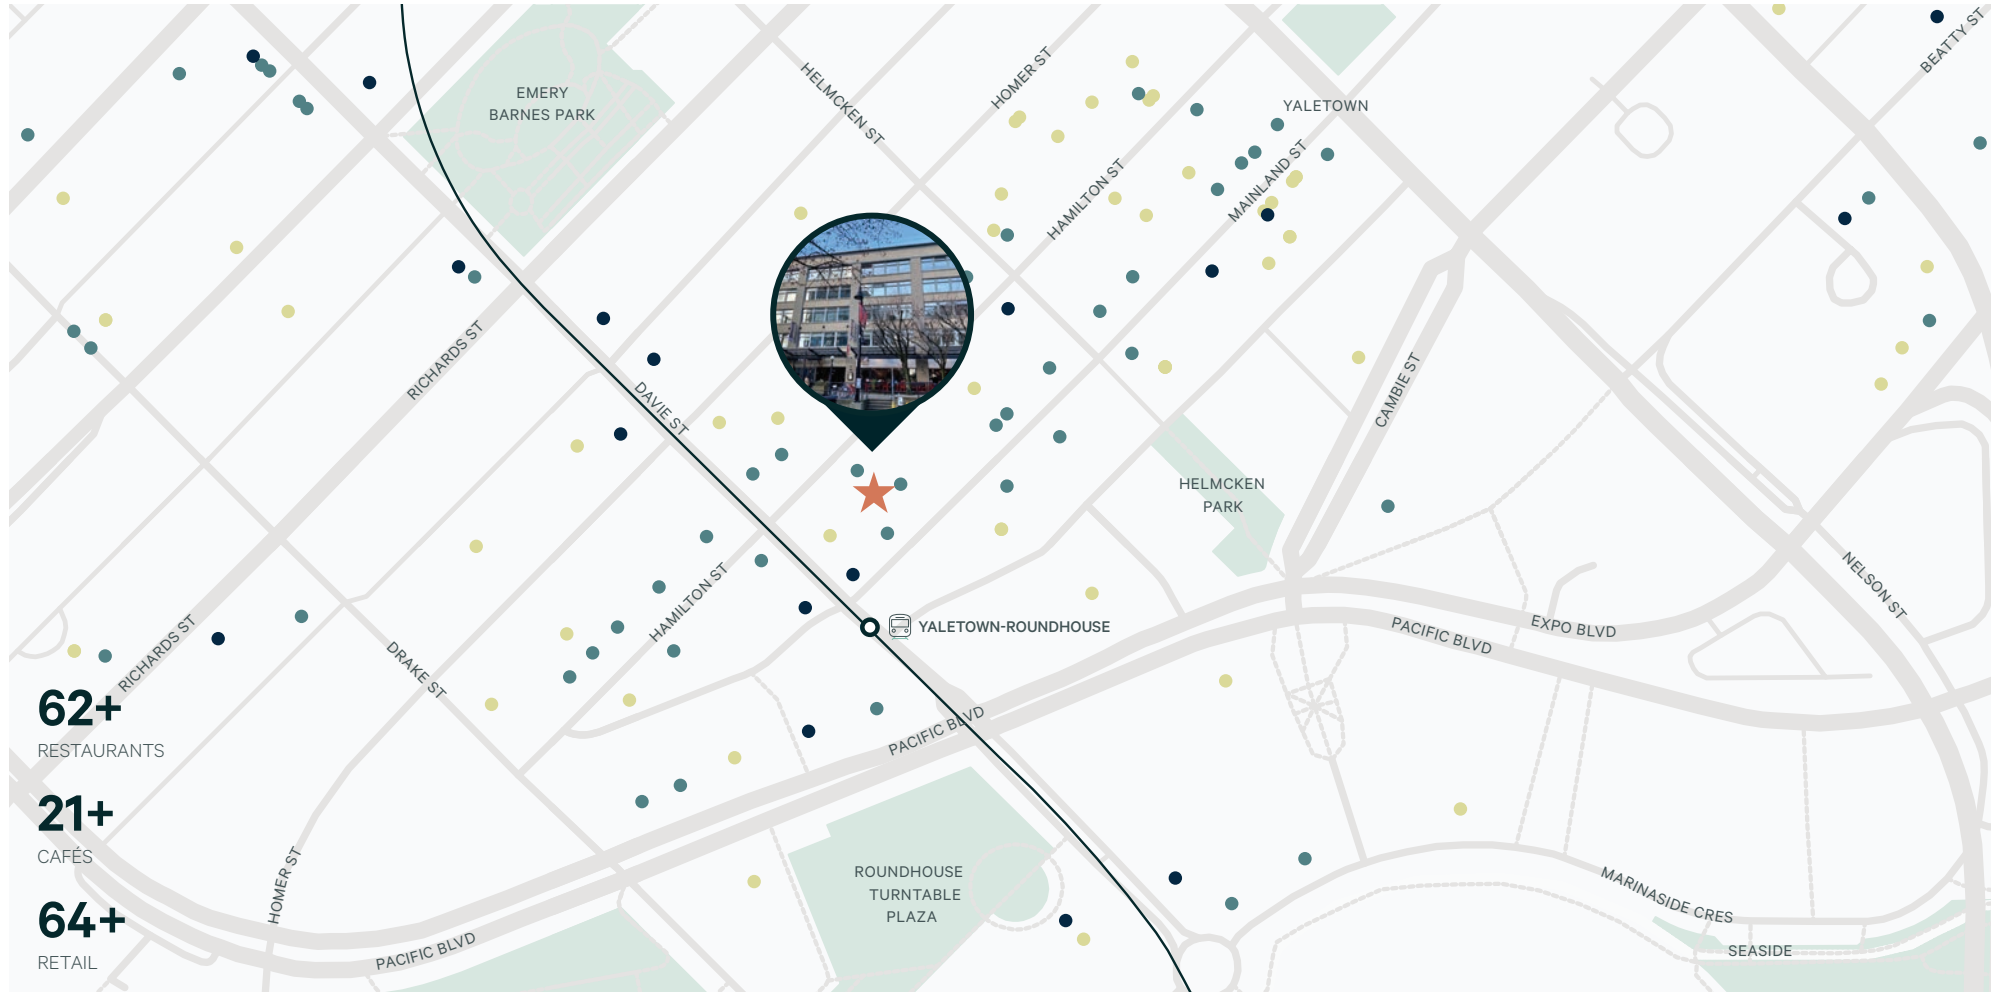 BEATTY ST
HOMER ST
EMERY
BARNES PARK
HELMCKEN ST
YALETOWN
HAMILTON ST
MAINLAND ST
RICHARDS ST
DAVIE ST
CAMBIE ST
HELMCKEN
PARK
NELSON ST
HAMILTON ST
YALETOWN-ROUNDHOUSE
EXPO BLVD
PACIFIC BLVD
RICHARDS ST
DRAKE ST
62+
RESTAURANTS
PACIFIC BLVD
21+
CAFÉS
HOMER ST
ROUNDHOUSE
TURNTABLE
PLAZA
MARINASIDE CRES
64+
RETAIL
PACIFIC BLVD
SEASIDE